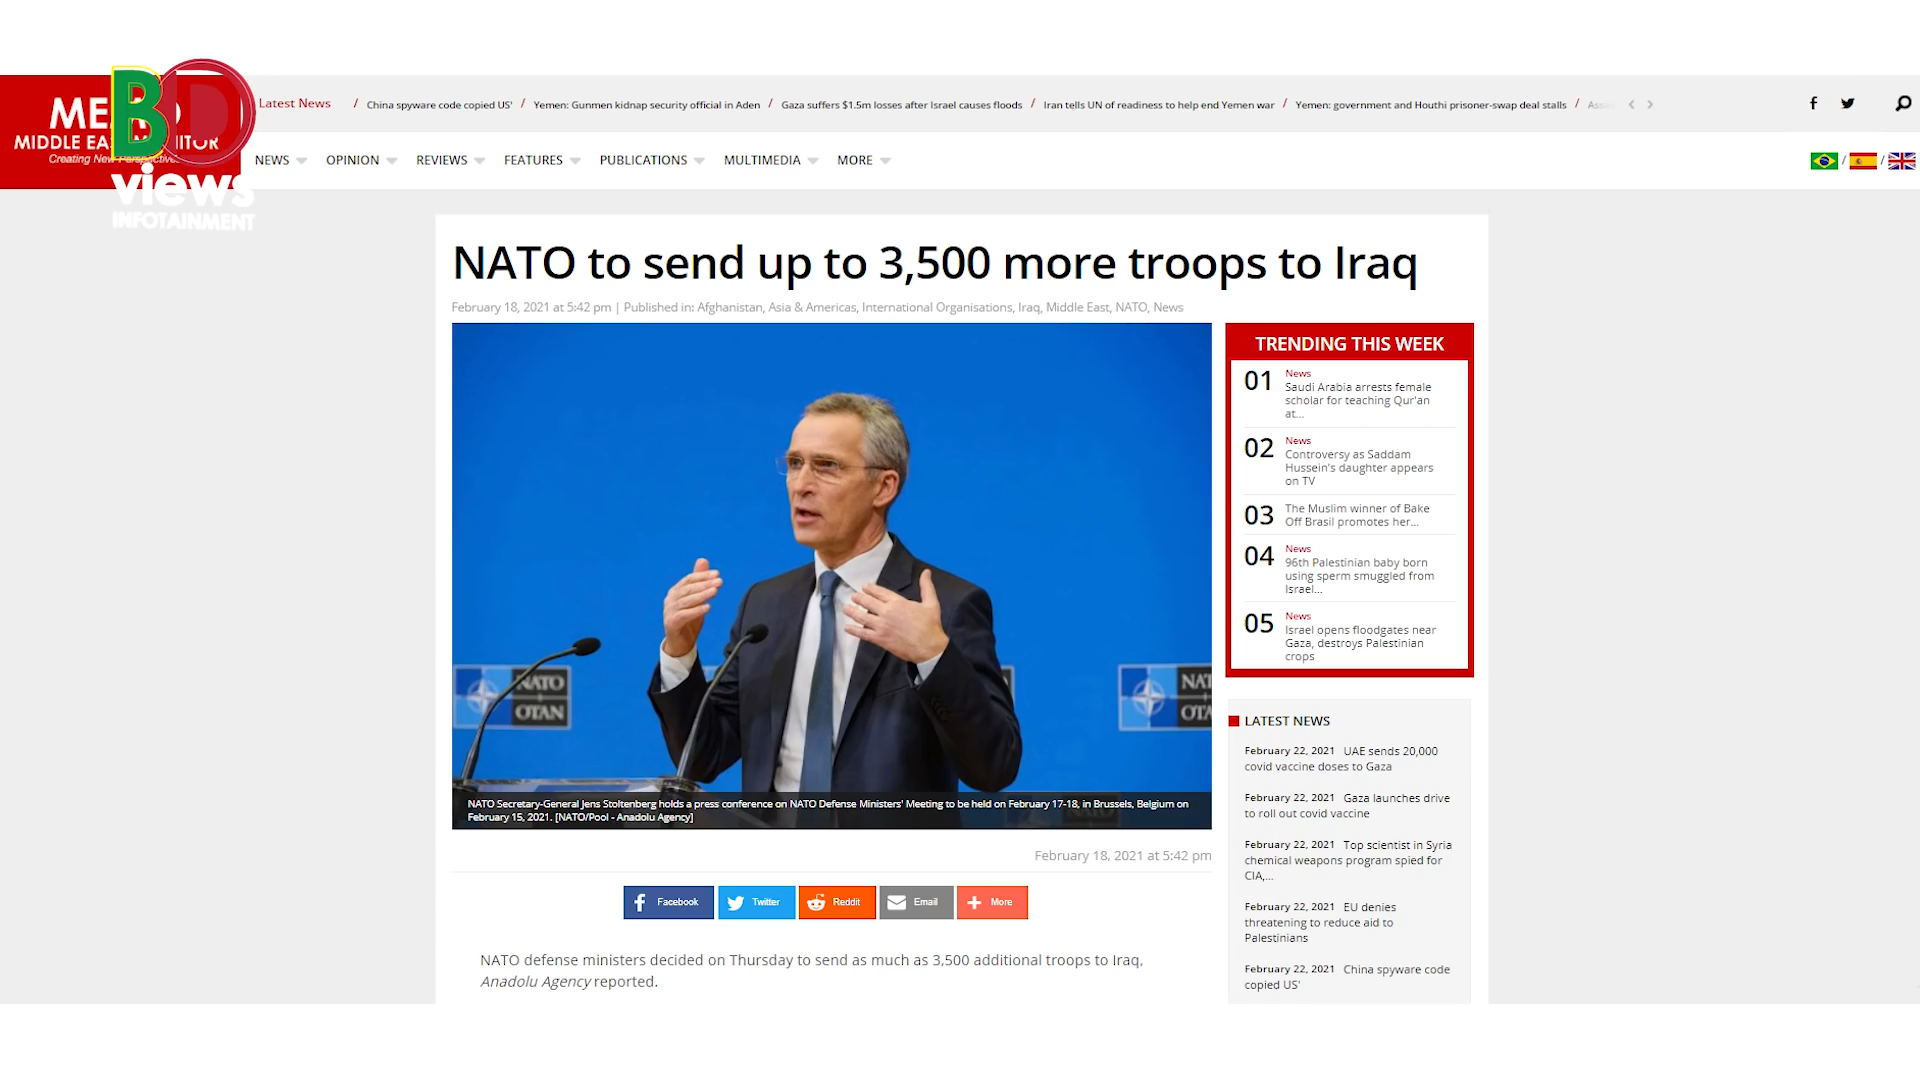 ME
MIDDLE EA ITOR
Creating New Perspectives
BD
views
INFOTAINMENT
Latest News / China spyware code copied US' / Yemen: Gunmen kidnap security official in Aden / Gaza suffers $1.5m losses after Israel causes floods / Iran tells UN of readiness to help end Yemen war / Yemen: government and Houthi prisoner-swap deal stalls /
NEWS OPINION REVIEWS FEATURES PUBLICATIONS MULTIMEDIA MORE
NATO to send up to 3,500 more troops to Iraq
February 18, 2021 at 5:42 pm | Published in: Afghanistan, Asia & Americas, International Organisations, Iraq, Middle East, NATO, News
NATO
OTAN
NAT
OTA
NATO Secretary-General Jens Stoltenberg holds a press conference on NATO Defense Ministers' Meeting to be held on February 17-18, in Brussels, Belgium on
February 15, 2021. [NATO/Pool - Anadolu Agency]
February 18, 2021 at 5:42 pm
Facebook Twitter Reddit Email More
NATO defense ministers decided on Thursday to send as much as 3,500 additional troops to Iraq,
Anadolu Agency reported.
TRENDING THIS WEEK
01 News
Saudi Arabia arrests female
scholar for teaching Qur'an
at...
02 News
Controversy as Saddam
Hussein's daughter appears
on TV
03 The Muslim winner of Bake
Off Brasil promotes her...
04 News
96th Palestinian baby born
using sperm smuggled from
Israel...
05 News
Israel opens floodgates near
Gaza, destroys Palestinian
crops
LATEST NEWS
February 22, 2021 UAE sends 20,000
covid vaccine doses to Gaza
February 22, 2021 Gaza launches drive
to roll out covid vaccine
February 22, 2021 Top scientist in Syria
chemical weapons program spied for
CIA,...
February 22, 2021 EU denies
threatening to reduce aid to
Palestinians
February 22, 2021 China spyware code
copied US'